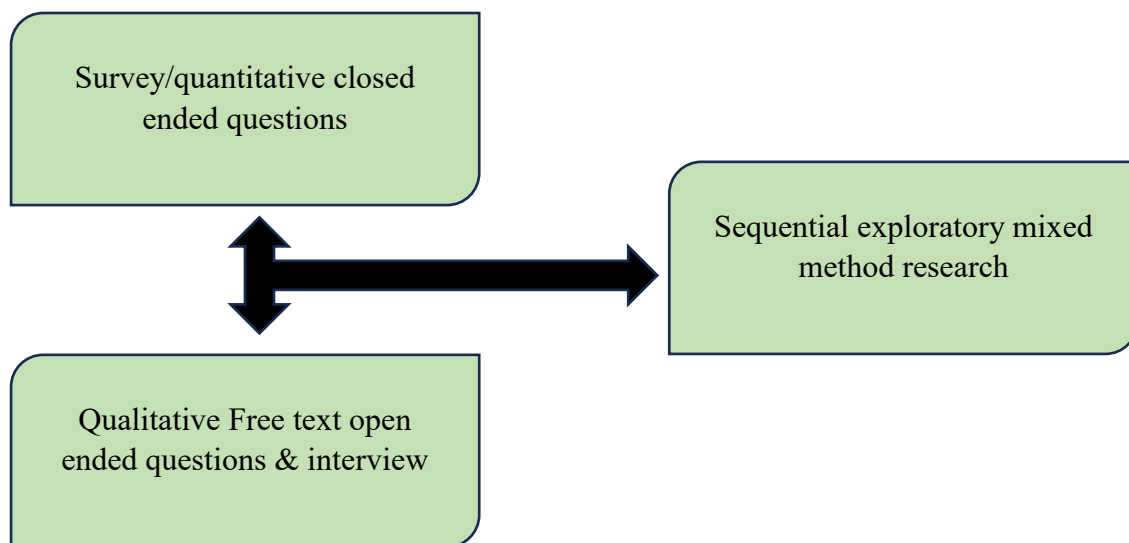 Survey/quantitative closed
ended questions
Sequential exploratory mixed
method research
Qualitative Free text open
ended questions & interview